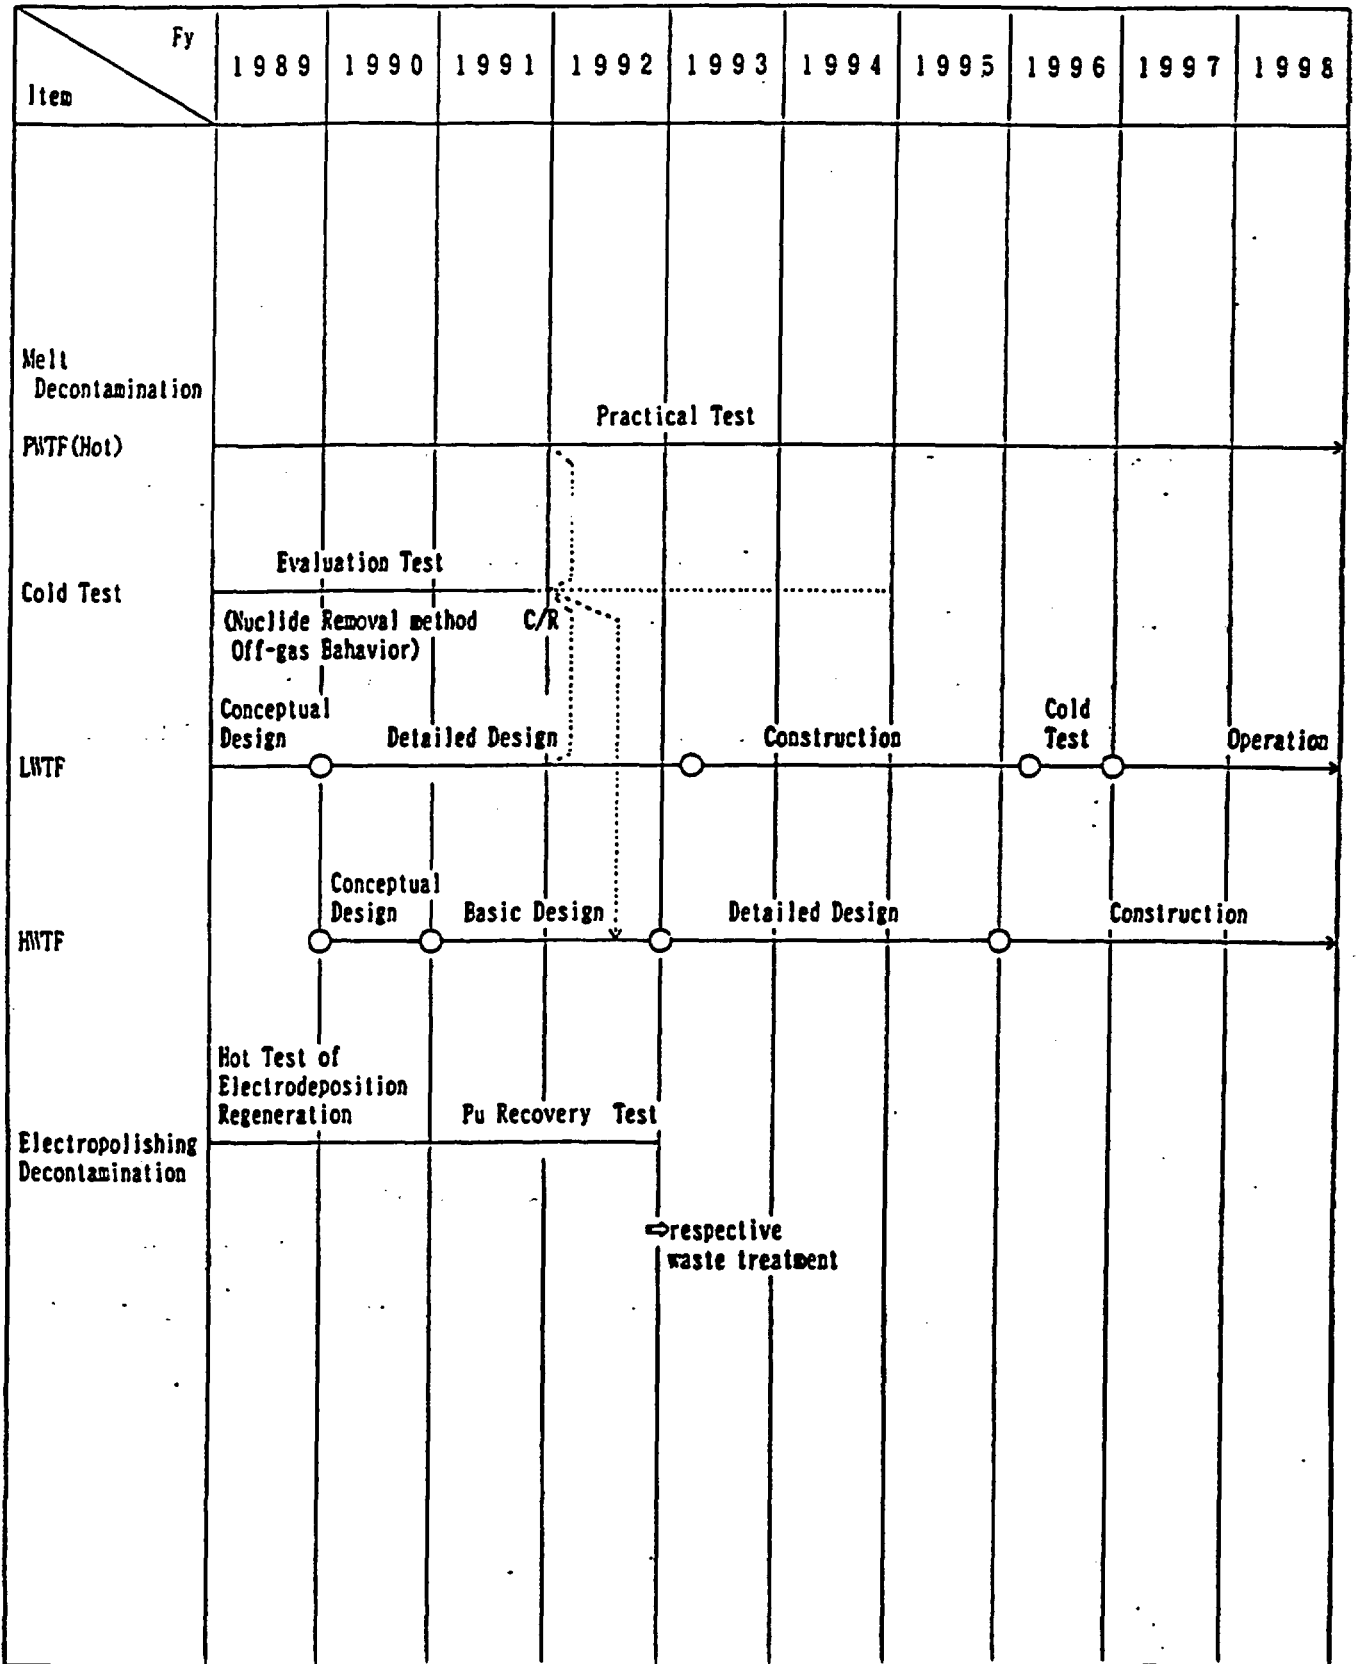 Fy
Item
1989 1990 1991 1992 1993 1994 1995 1996 1997 1998
Melt
Decontamination
Practical Test
PWTF(Hot)
Evaluation Test
Cold Test
(Nuclide Removal method C/R
Off-gas Bahavior)
Conceptual
Design
Detailed Design
Construction
Cold
Test
Operation
LWTF
Conceptual
Design
Basic Design
Detailed Design
Construction
HWTF
Hot Test of
Electrodeposition
Regeneration
Pu Recovery Test
Electropolishing
Decontamination
⇨respective
waste treatment